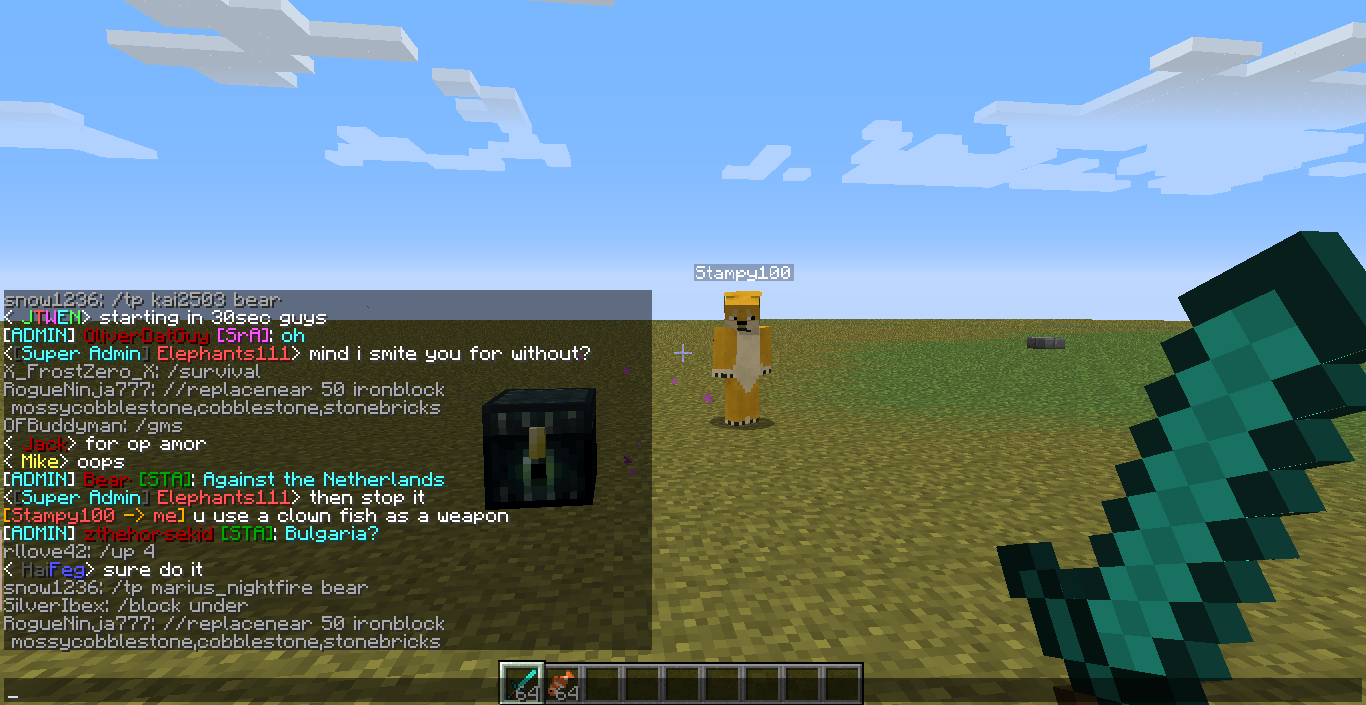 Stampy100
snow1236: /tp kai2503 bear
< JTWEN> starting in 30sec guys
[ADMIN] OliverDatGuy [SrA]: oh
<[Super Admin] Elephants111> mind i smite you for without?
X_FrostZero_X: /survival
RogueNinja777: //replacenear 50 ironblock
mossycobblestone,cobblestone,stonebricks
OFBuddyman: /gms
< Jack> for op amor
< Mike> oops
[ADMIN] Bear [STA]: Against the Netherlands
<[Super Admin] Elephants111> then stop it
[Stampy100 -> me] u use a clown fish as a weapon
[ADMIN] zthehorsekid [STA]: Bulgaria?
rllove42: /up 4
< HaiFeg> sure do it
snow1236: /tp marius_nightfire bear
SilverIbex: /block under
RogueNinja777: //replacenear 50 ironblock
mossycobblestone,cobblestone,stonebricks
64 64
_